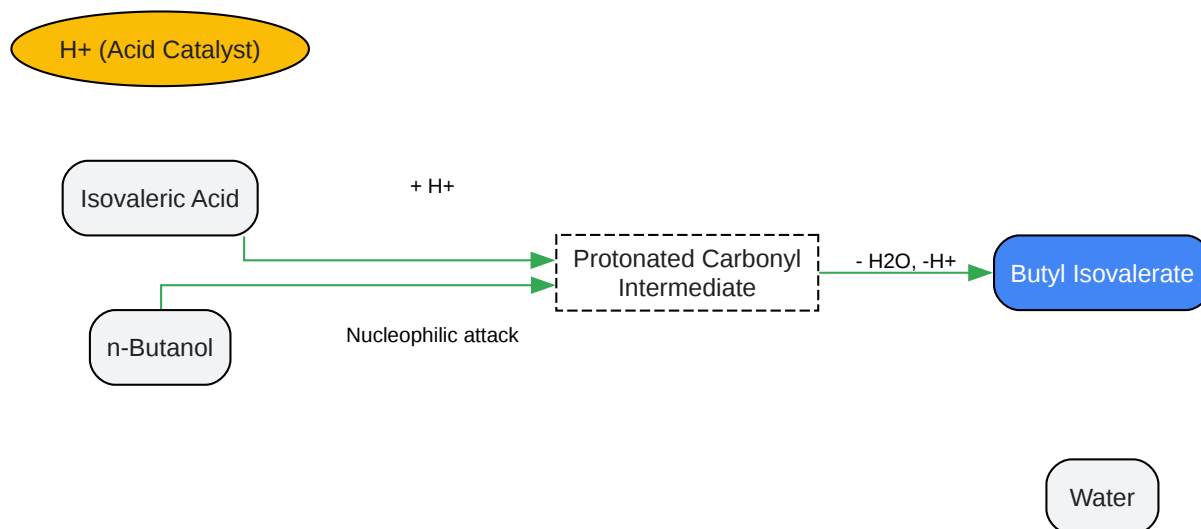 H+ (Acid Catalyst)
Isovaleric Acid
+ H+
Protonated Carbonyl
Intermediate
- H2O, -H+
Butyl Isovalerate
n-Butanol
Nucleophilic attack
Water